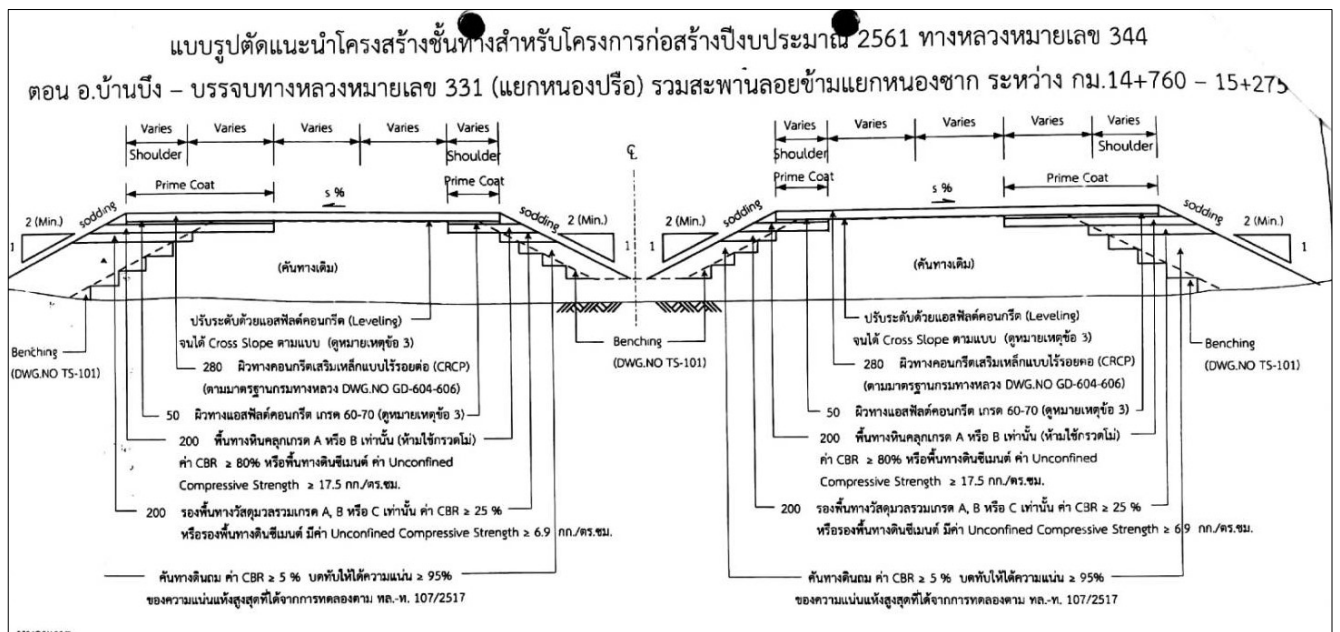 แบบรูปตัดแนะนำโครงสร้างชั้นทางสำหรับโครงการก่อสร้างปีงบประมาณ 2561 ทางหลวงหมายเลข 344
ตอน อ.บ้านบึง – บรรจบทางหลวงหมายเลข 331 (แยกหนองปรือ) รวมสะพานลอยข้ามแยกหนองซาก ระหว่าง กม.14+760 – 15+275
Varies Varies Varies Varies Varies
Shoulder Shoulder
Prime Coat Prime Coat
s %
sodding sodding
2 (Min.) 2 (Min.)
1 1
(คันทางเดิม)
ปรับระดับด้วยแอสฟัลต์คอนกรีต (Leveling)
จนได้ Cross Slope ตามแบบ (ดูหมายเหตุข้อ 3)
Benching
(DWG.NO TS-101)
280 ผิวทางคอนกรีตเสริมเหล็กแบบไร้รอยต่อ (CRCP)
(ตามมาตรฐานกรมทางหลวง DWG.NO GD-604-606)
50 ผิวทางแอสฟัลต์คอนกรีต เกรด 60-70 (ดูหมายเหตุข้อ 3)
200 พื้นทางหินคลุกเกรด A หรือ B เท่านั้น (ห้ามใช้กรวดโม่)
ค่า CBR ≥ 80% หรือพื้นทางดินซีเมนต์ ค่า Unconfined
Compressive Strength ≥ 17.5 กก./ตร.ซม.
200 รองพื้นทางวัสดุมวลรวมเกรด A, B หรือ C เท่านั้น ค่า CBR ≥ 25 %
หรือรองพื้นทางดินซีเมนต์ มีค่า Unconfined Compressive Strength ≥ 6.9 กก./ตร.ซม.
คันทางดินถม ค่า CBR ≥ 5 % บดทับให้ได้ความแน่น ≥ 95%
ของความแน่นแห้งสูงสุดที่ได้จากการทดลองตาม ทล.-ท. 107/2517
℄
Benching
(DWG.NO TS-101)
Varies Varies Varies Varies Varies
Shoulder Shoulder
Prime Coat Prime Coat
s %
sodding sodding
2 (Min.) 2 (Min.)
1 1
(คันทางเดิม)
ปรับระดับด้วยแอสฟัลต์คอนกรีต (Leveling)
จนได้ Cross Slope ตามแบบ (ดูหมายเหตุข้อ 3)
Benching
(DWG.NO TS-101)
280 ผิวทางคอนกรีตเสริมเหล็กแบบไร้รอยต่อ (CRCP)
(ตามมาตรฐานกรมทางหลวง DWG.NO GD-604-606)
50 ผิวทางแอสฟัลต์คอนกรีต เกรด 60-70 (ดูหมายเหตุข้อ 3)
200 พื้นทางหินคลุกเกรด A หรือ B เท่านั้น (ห้ามใช้กรวดโม่)
ค่า CBR ≥ 80% หรือพื้นทางดินซีเมนต์ ค่า Unconfined
Compressive Strength ≥ 17.5 กก./ตร.ซม.
200 รองพื้นทางวัสดุมวลรวมเกรด A, B หรือ C เท่านั้น ค่า CBR ≥ 25 %
หรือรองพื้นทางดินซีเมนต์ มีค่า Unconfined Compressive Strength ≥ 6.9 กก./ตร.ซม.
คันทางดินถม ค่า CBR ≥ 5 % บดทับให้ได้ความแน่น ≥ 95%
ของความแน่นแห้งสูงสุดที่ได้จากการทดลองตาม ทล.-ท. 107/2517